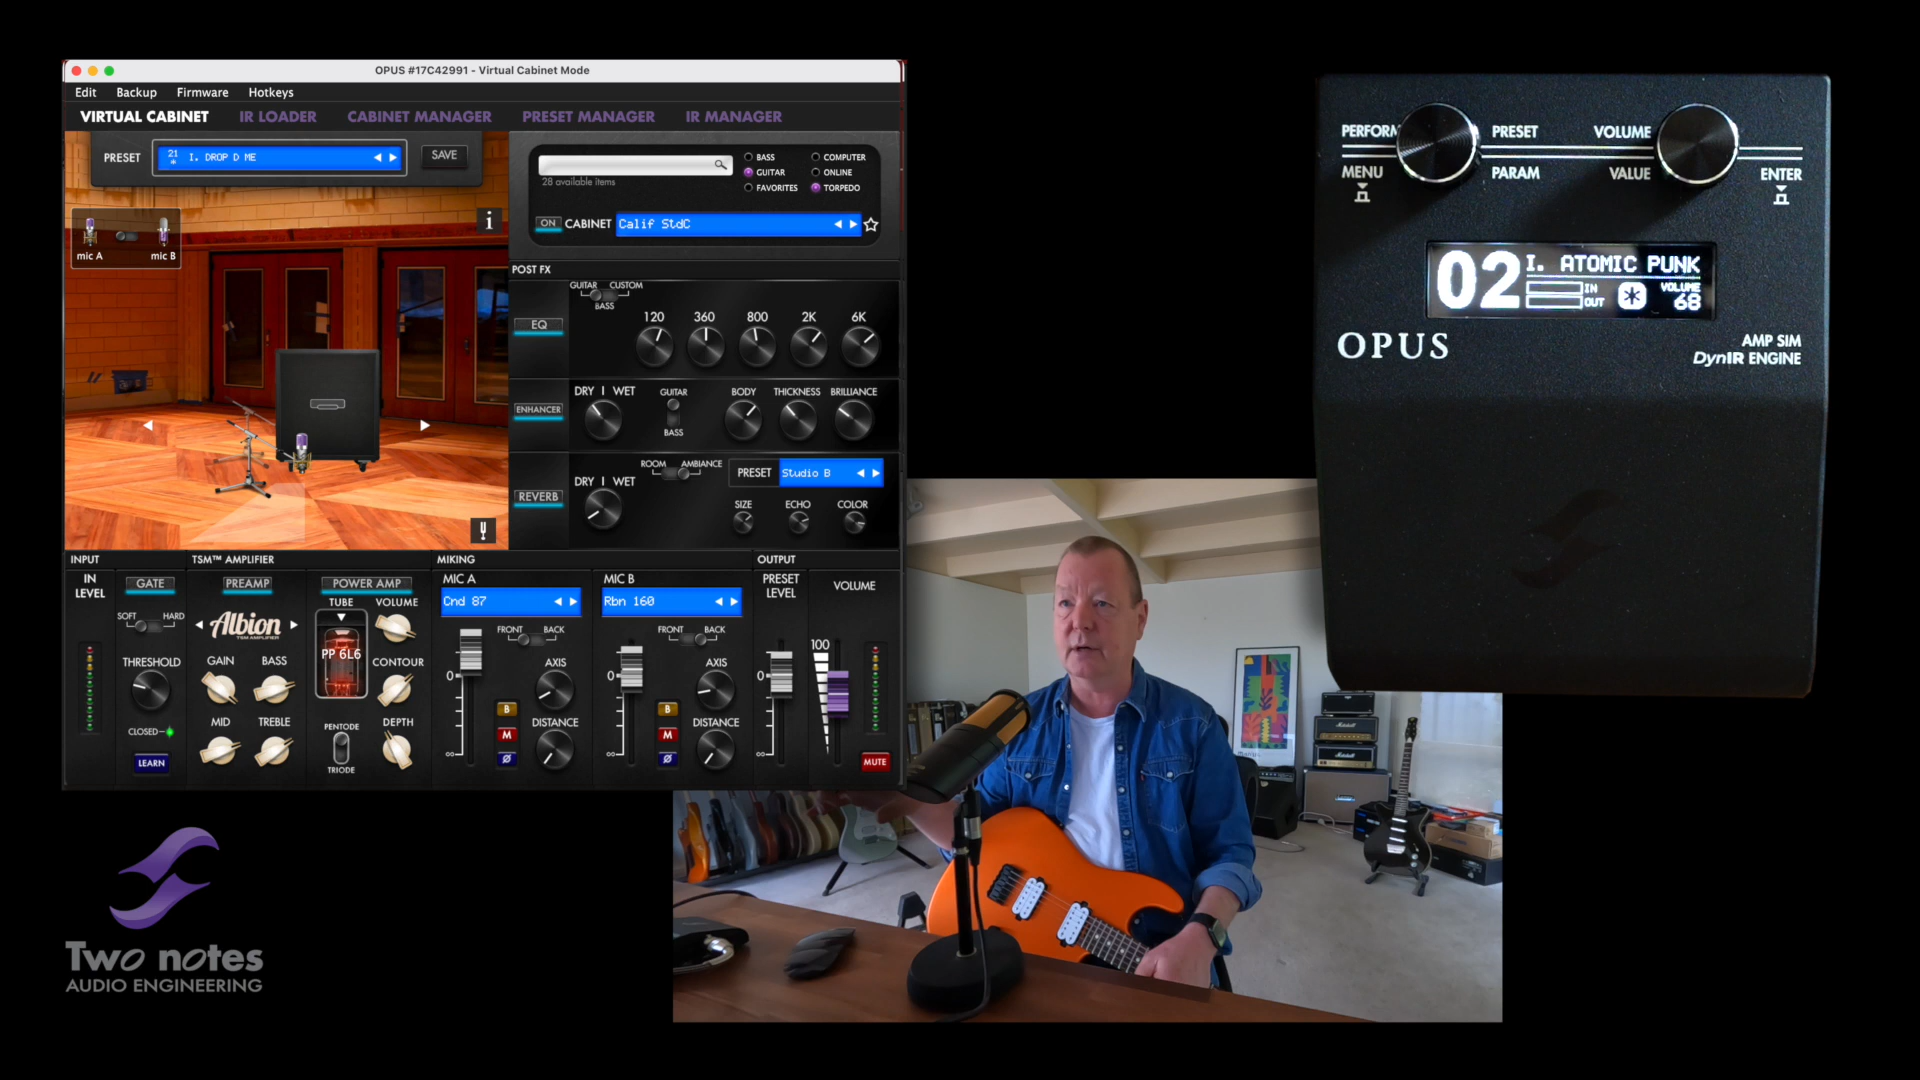 OPUS #17C42991 - Virtual Cabinet Mode
Edit Backup Firmware Hotkeys
VIRTUAL CABINET IR LOADER CABINET MANAGER PRESET MANAGER IR MANAGER
PRESET 21 * I. DROP D ME SAVE
28 available items
BASS COMPUTER
GUITAR ONLINE
FAVORITES TORPEDO
ON CABINET Calif StdC
mic A mic B
i
POST FX
GUITAR CUSTOM
BASS
EQ
120 360 800 2K 6K
ENHANCER
DRY | WET GUITAR BODY THICKNESS BRILLIANCE
BASS
REVERB
DRY | WET ROOM AMBIANCE PRESET Studio B
SIZE ECHO COLOR
INPUT TSM™ AMPLIFIER MIKING OUTPUT
IN LEVEL
GATE
SOFT HARD
THRESHOLD
CLOSED
LEARN
PREAMP
Albion
TSM AMPLIFIER
GAIN BASS
MID TREBLE
POWER AMP
TUBE VOLUME
PP 6L6
CONTOUR
PENTODE DEPTH
TRIODE
MIC A
Cnd 87
FRONT BACK
0
AXIS
B
M
Ø
DISTANCE
∞
MIC B
Rbn 160
FRONT BACK
0
AXIS
B
M
Ø
DISTANCE
∞
PRESET LEVEL
0
∞
VOLUME
100
MUTE
PERFORM PRESET VOLUME
MENU PARAM VALUE ENTER
02 I. ATOMIC PUNK
IN
OUT
VOLUME
68
OPUS
AMP SIM
DynIR ENGINE
Marshall
Marshall
Two notes
AUDIO ENGINEERING